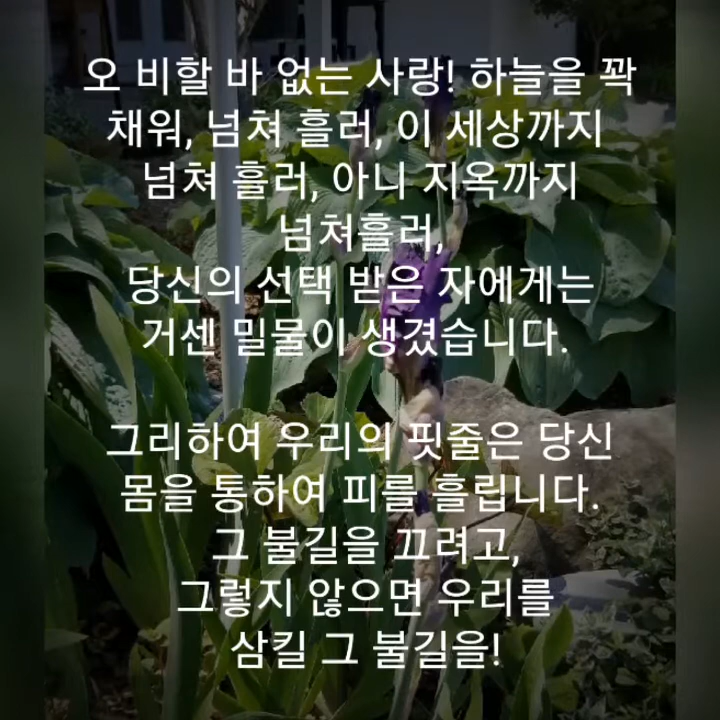 오 비할 바 없는 사랑! 하늘을 꽉
채워, 넘쳐 흘러, 이 세상까지
넘쳐 흘러, 아니 지옥까지
넘쳐흘러,
당신의 선택 받은 자에게는
거센 밀물이 생겼습니다.
그리하여 우리의 핏줄은 당신
몸을 통하여 피를 흘립니다.
그 불길을 끄려고,
그렇지 않으면 우리를
삼킬 그 불길을!